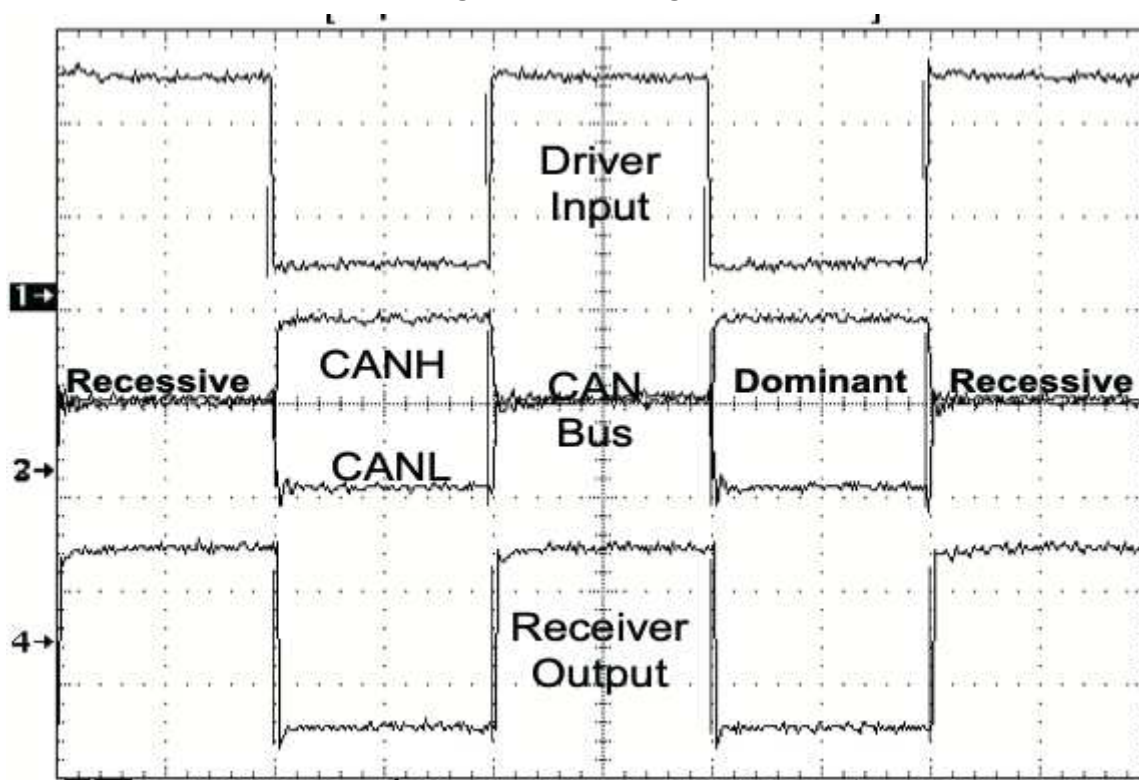 Driver
Input
1
Recessive
CANH
CAN
Dominant
Recessive
Bus
2
CANL
Receiver
4
Output